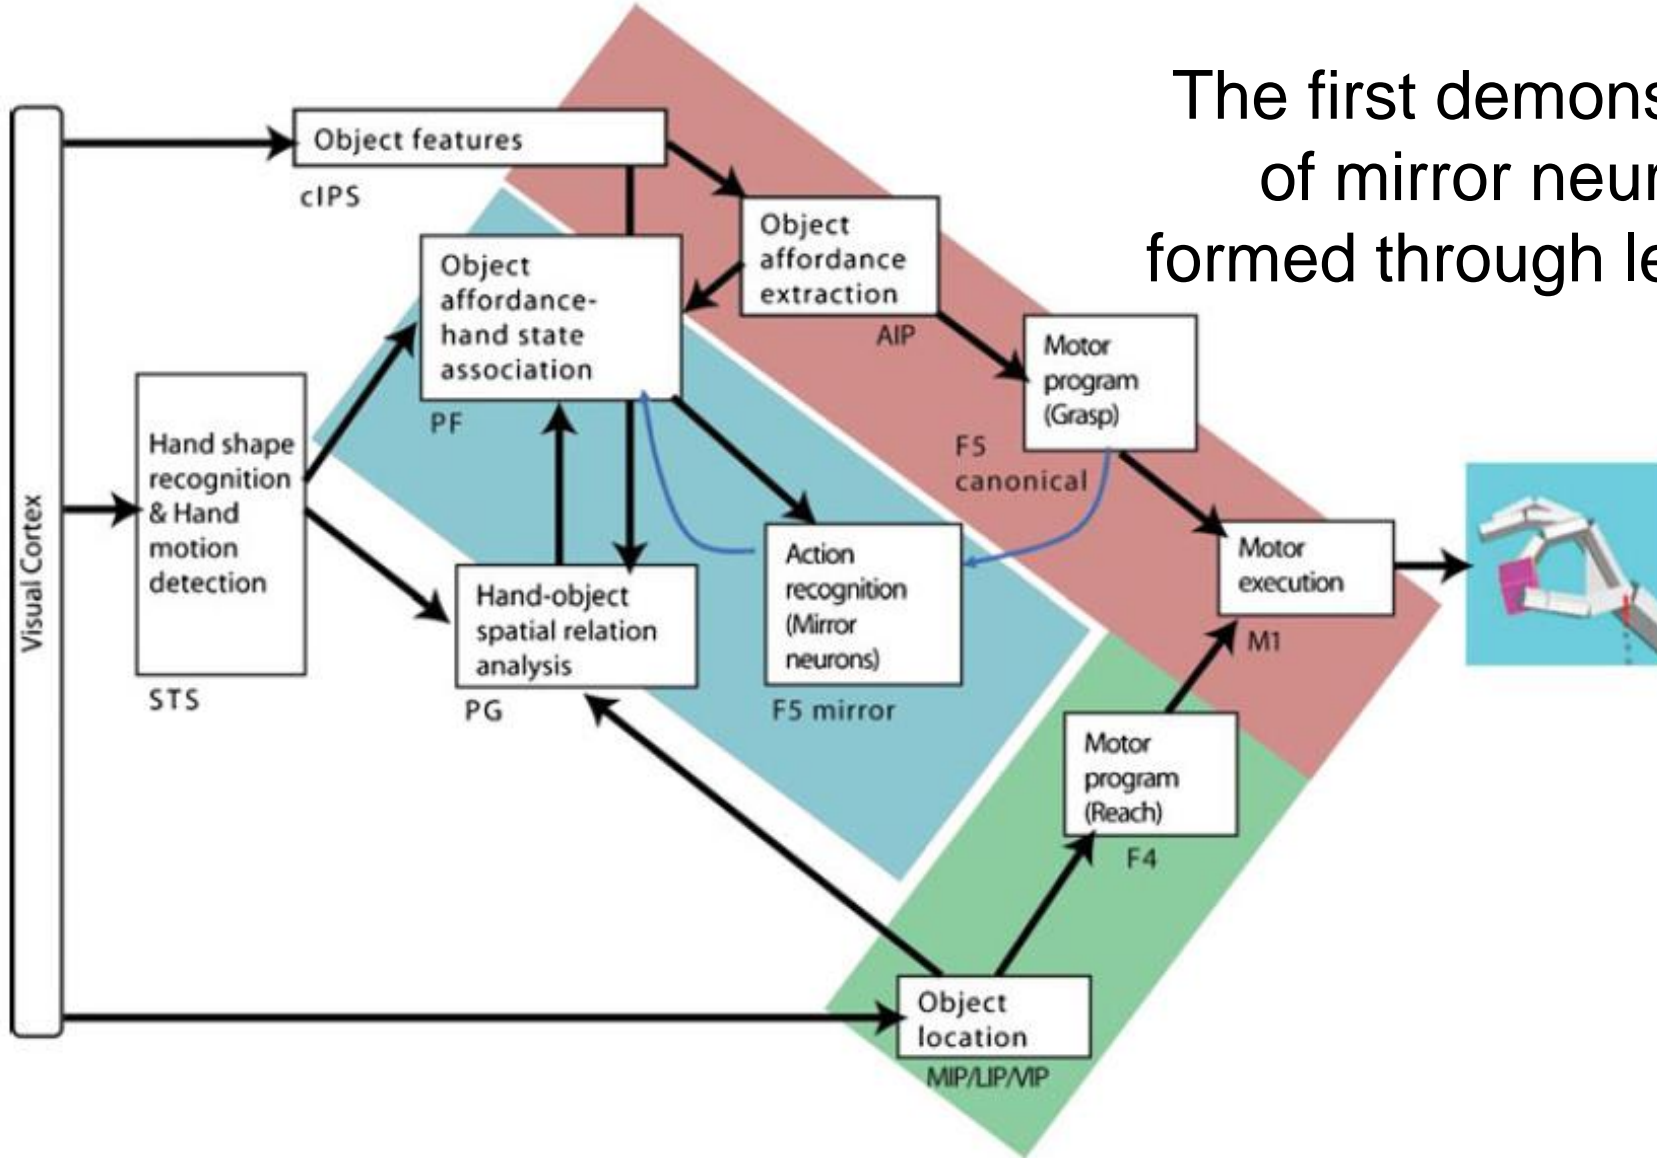 The first demons
of mirror neur
formed through le
Visual Cortex
Object features
cIPS
Object
affordance
extraction
AIP
Object
affordance-
hand state
association
PF
Motor
program
(Grasp)
F5
canonical
Hand shape
recognition
& Hand
motion
detection
STS
Hand-object
spatial relation
analysis
PG
Action
recognition
(Mirror
neurons)
F5 mirror
Motor
execution
M1
Motor
program
(Reach)
F4
Object
location
MIP/LIP/VIP